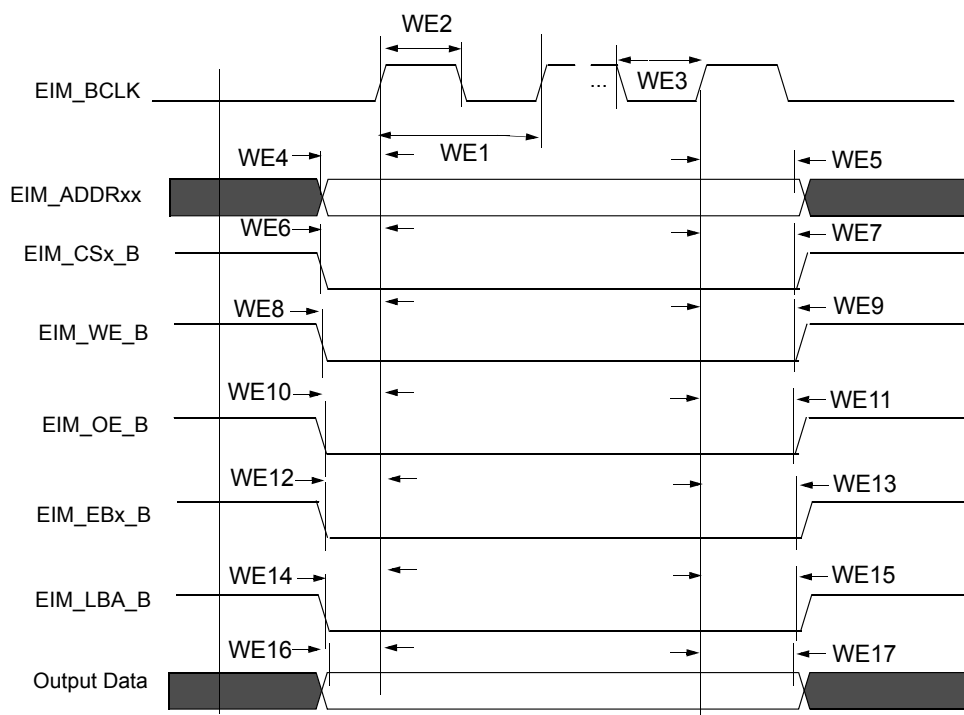 WE2
EIM_BCLK
...
WE3
WE1
WE4
WE5
EIM_ADDRxx
WE6
WE7
EIM_CSx_B
WE8
WE9
EIM_WE_B
WE10
WE11
EIM_OE_B
WE12
WE13
EIM_EBx_B
WE14
WE15
EIM_LBA_B
WE16
WE17
Output Data